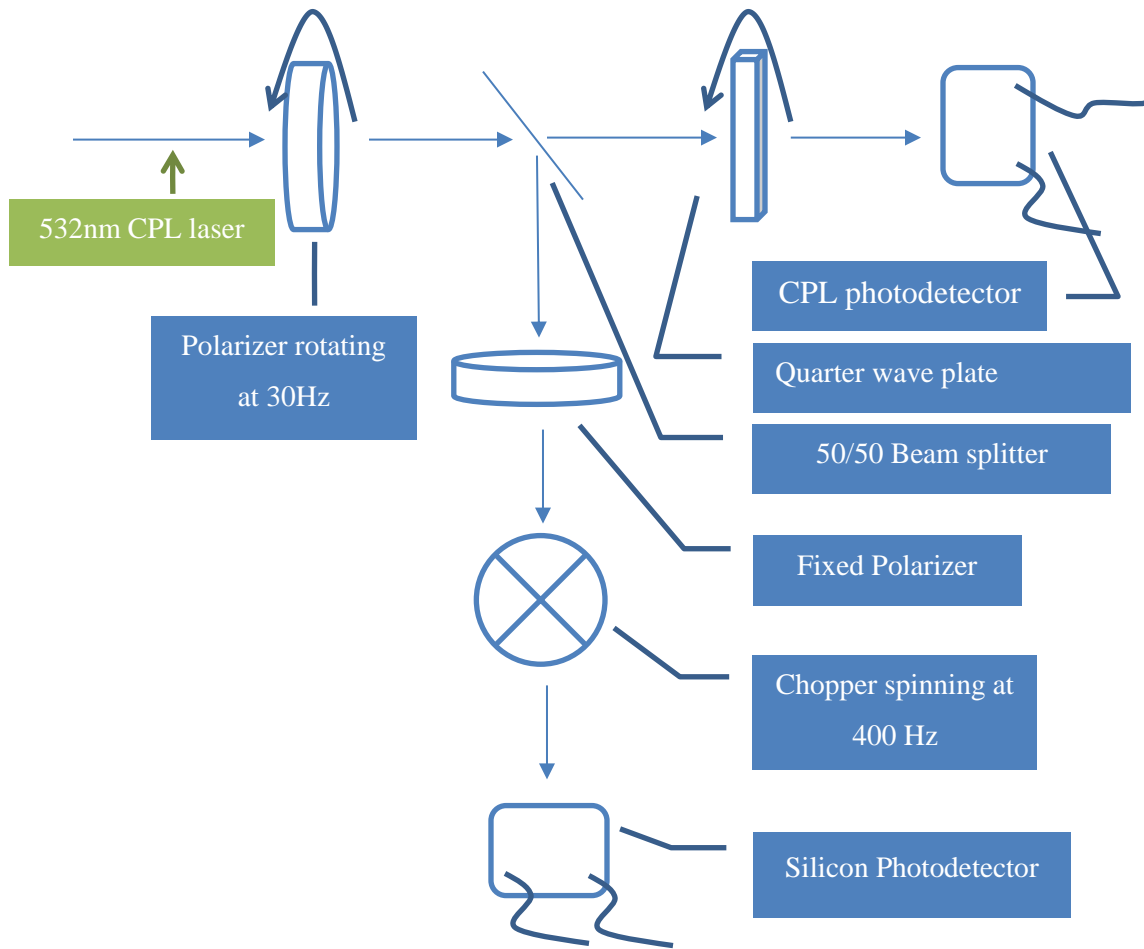 532nm CPL laser
Polarizer rotating
at 30Hz
CPL photodetector
Quarter wave plate
50/50 Beam splitter
Fixed Polarizer
Chopper spinning at
400 Hz
Silicon Photodetector